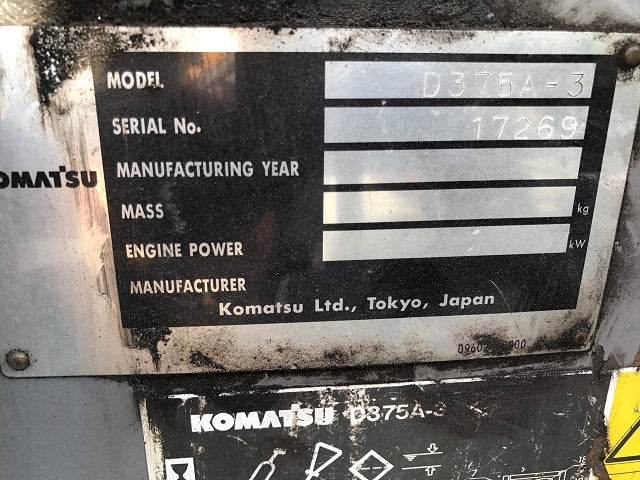 MODEL D375A-3
SERIAL No. 17269
MANUFACTURING YEAR
KOMATSU
MASS kg
ENGINE POWER kW
MANUFACTURER
Komatsu Ltd., Tokyo, Japan
KOMATSU D375A-3